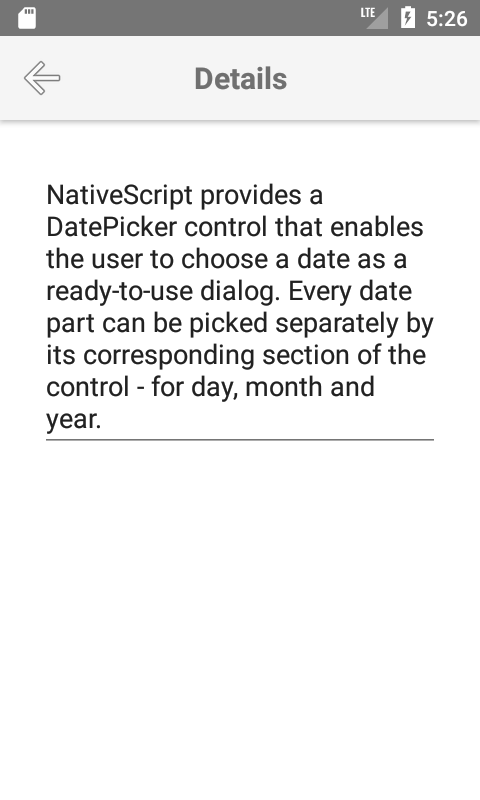 LTE 5:26
Details
NativeScript provides a
DatePicker control that enables
the user to choose a date as a
ready-to-use dialog. Every date
part can be picked separately by
its corresponding section of the
control - for day, month and
year.